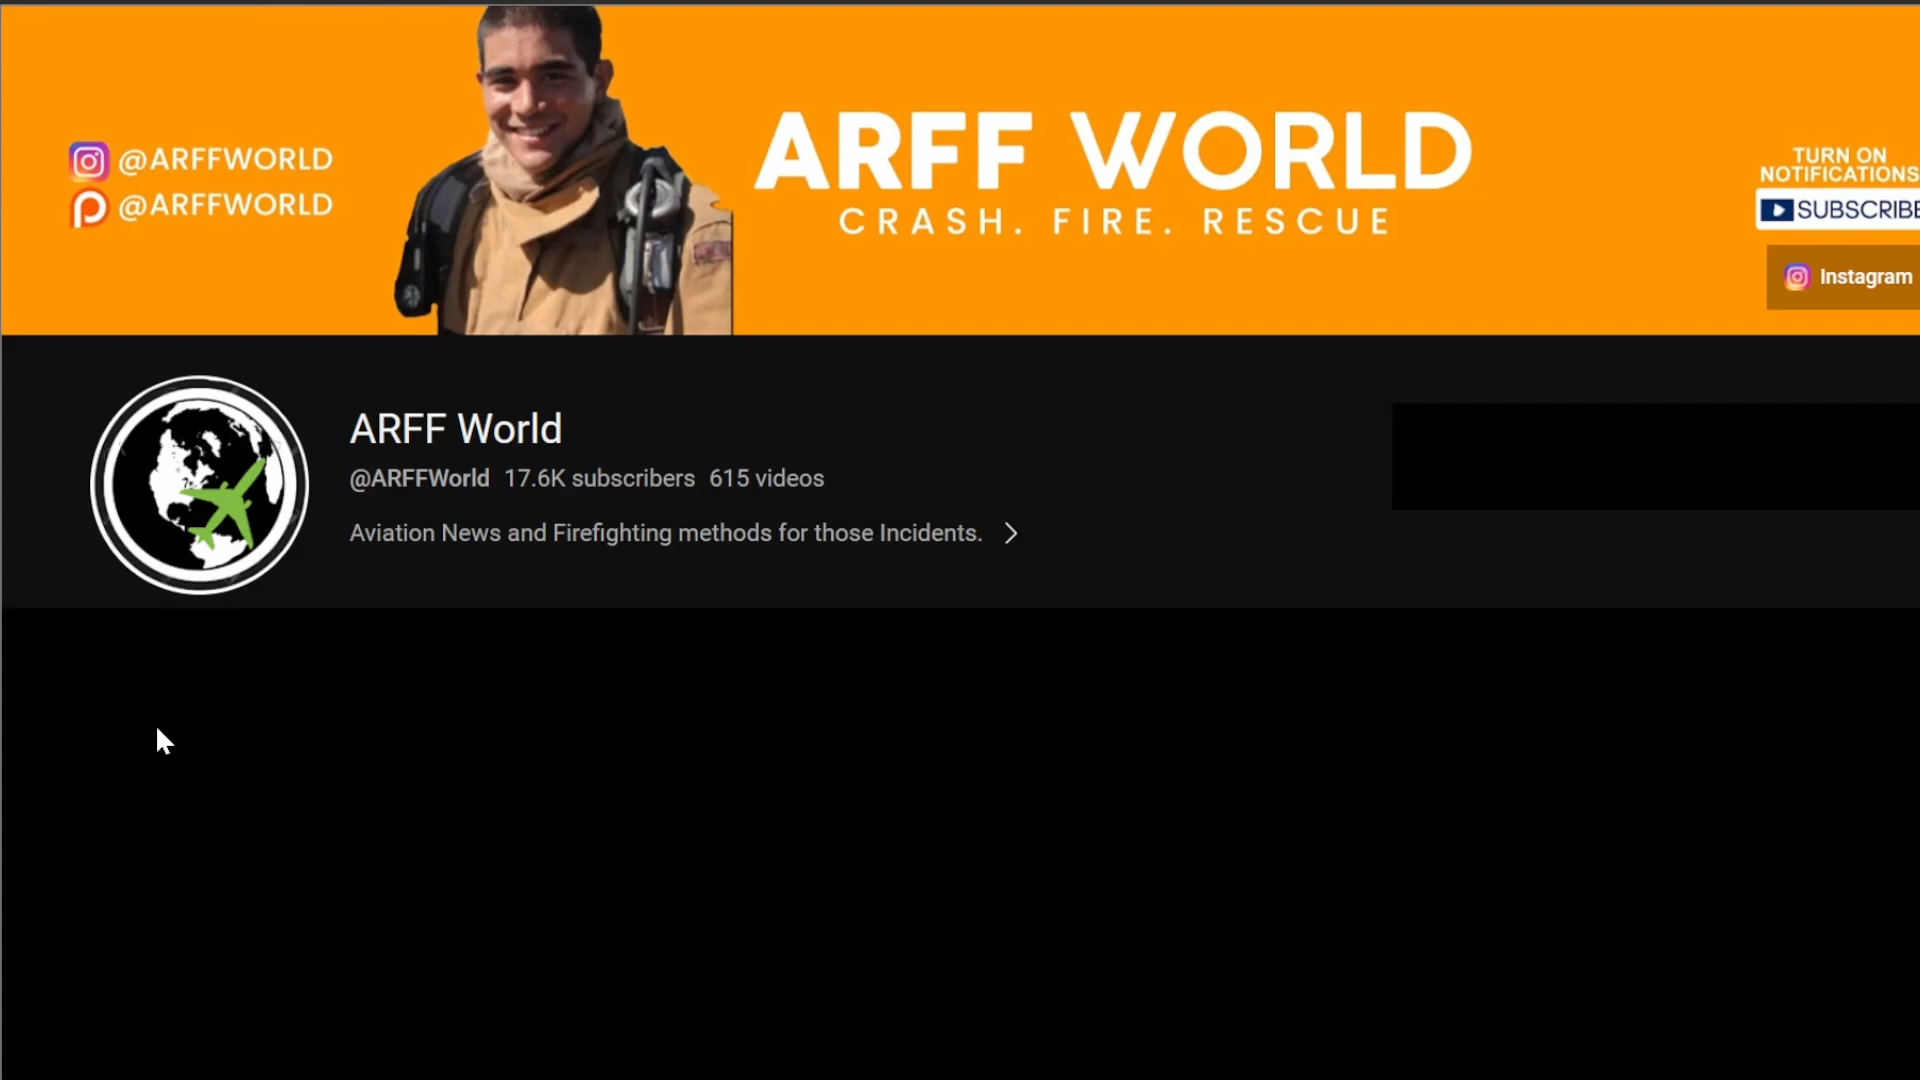 @ARFFWORLD
@ARFFWORLD
ARFF WORLD
CRASH. FIRE. RESCUE
TURN ON
NOTIFICATIONS
SUBSCRIBE
Instagram
ARFF World
@ARFFWorld 17.6K subscribers 615 videos
Aviation News and Firefighting methods for those Incidents.